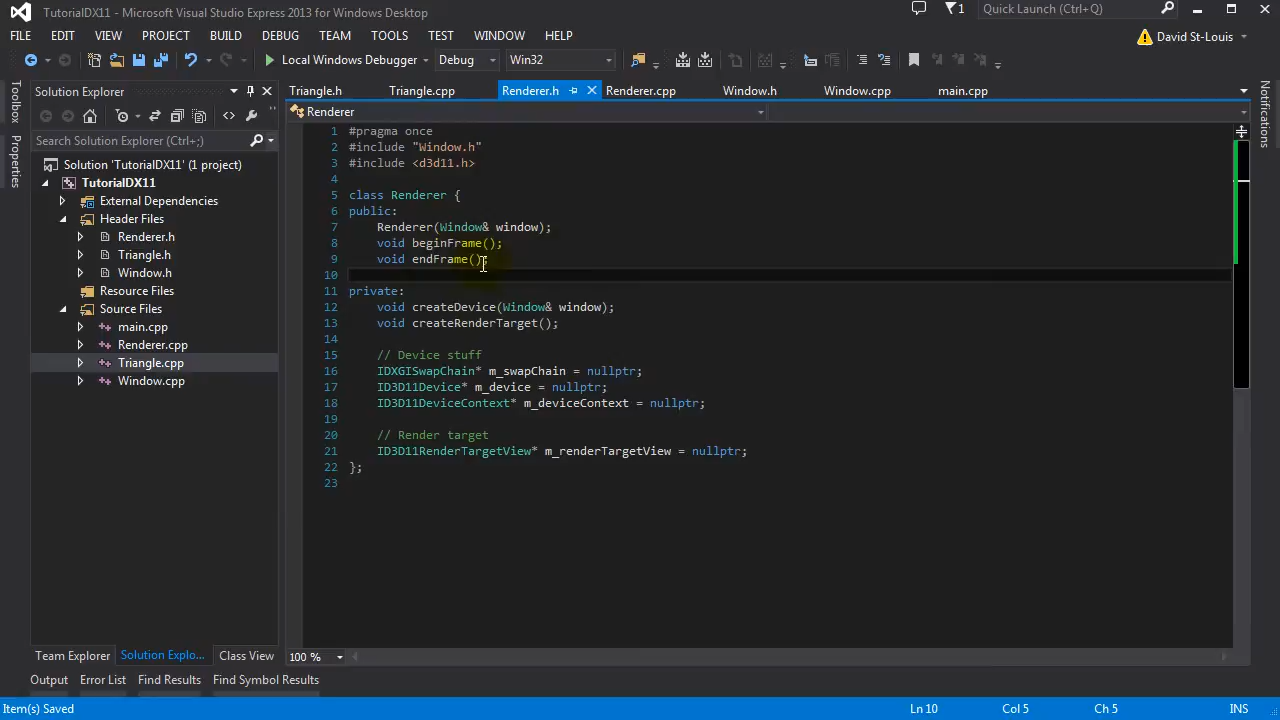 TutorialDX11 - Microsoft Visual Studio Express 2013 for Windows Desktop
1
Quick Launch (Ctrl+Q)
FILE EDIT VIEW PROJECT BUILD DEBUG TEAM TOOLS TEST WINDOW HELP
David St-Louis
Local Windows Debugger Debug Win32
Toolbox
Properties
Solution Explorer
Search Solution Explorer (Ctrl+;)
Solution 'TutorialDX11' (1 project)
TutorialDX11
External Dependencies
Header Files
Renderer.h
Triangle.h
Window.h
Resource Files
Source Files
main.cpp
Renderer.cpp
Triangle.cpp
Window.cpp
Team Explorer Solution Explo... Class View
Triangle.h Triangle.cpp Renderer.h Renderer.cpp Window.h Window.cpp main.cpp
Renderer
1 #pragma once
2 #include "Window.h"
3 #include <d3d11.h>
4
5 class Renderer {
6 public:
7 Renderer(Window& window);
8 void beginFrame();
9 void endFrame();
10
11 private:
12 void createDevice(Window& window);
13 void createRenderTarget();
14
15 // Device stuff
16 IDXGISwapChain* m_swapChain = nullptr;
17 ID3D11Device* m_device = nullptr;
18 ID3D11DeviceContext* m_deviceContext = nullptr;
19
20 // Render target
21 ID3D11RenderTargetView* m_renderTargetView = nullptr;
22 };
23
100 %
Notifications
Output Error List Find Results Find Symbol Results
Item(s) Saved Ln 10 Col 5 Ch 5 INS